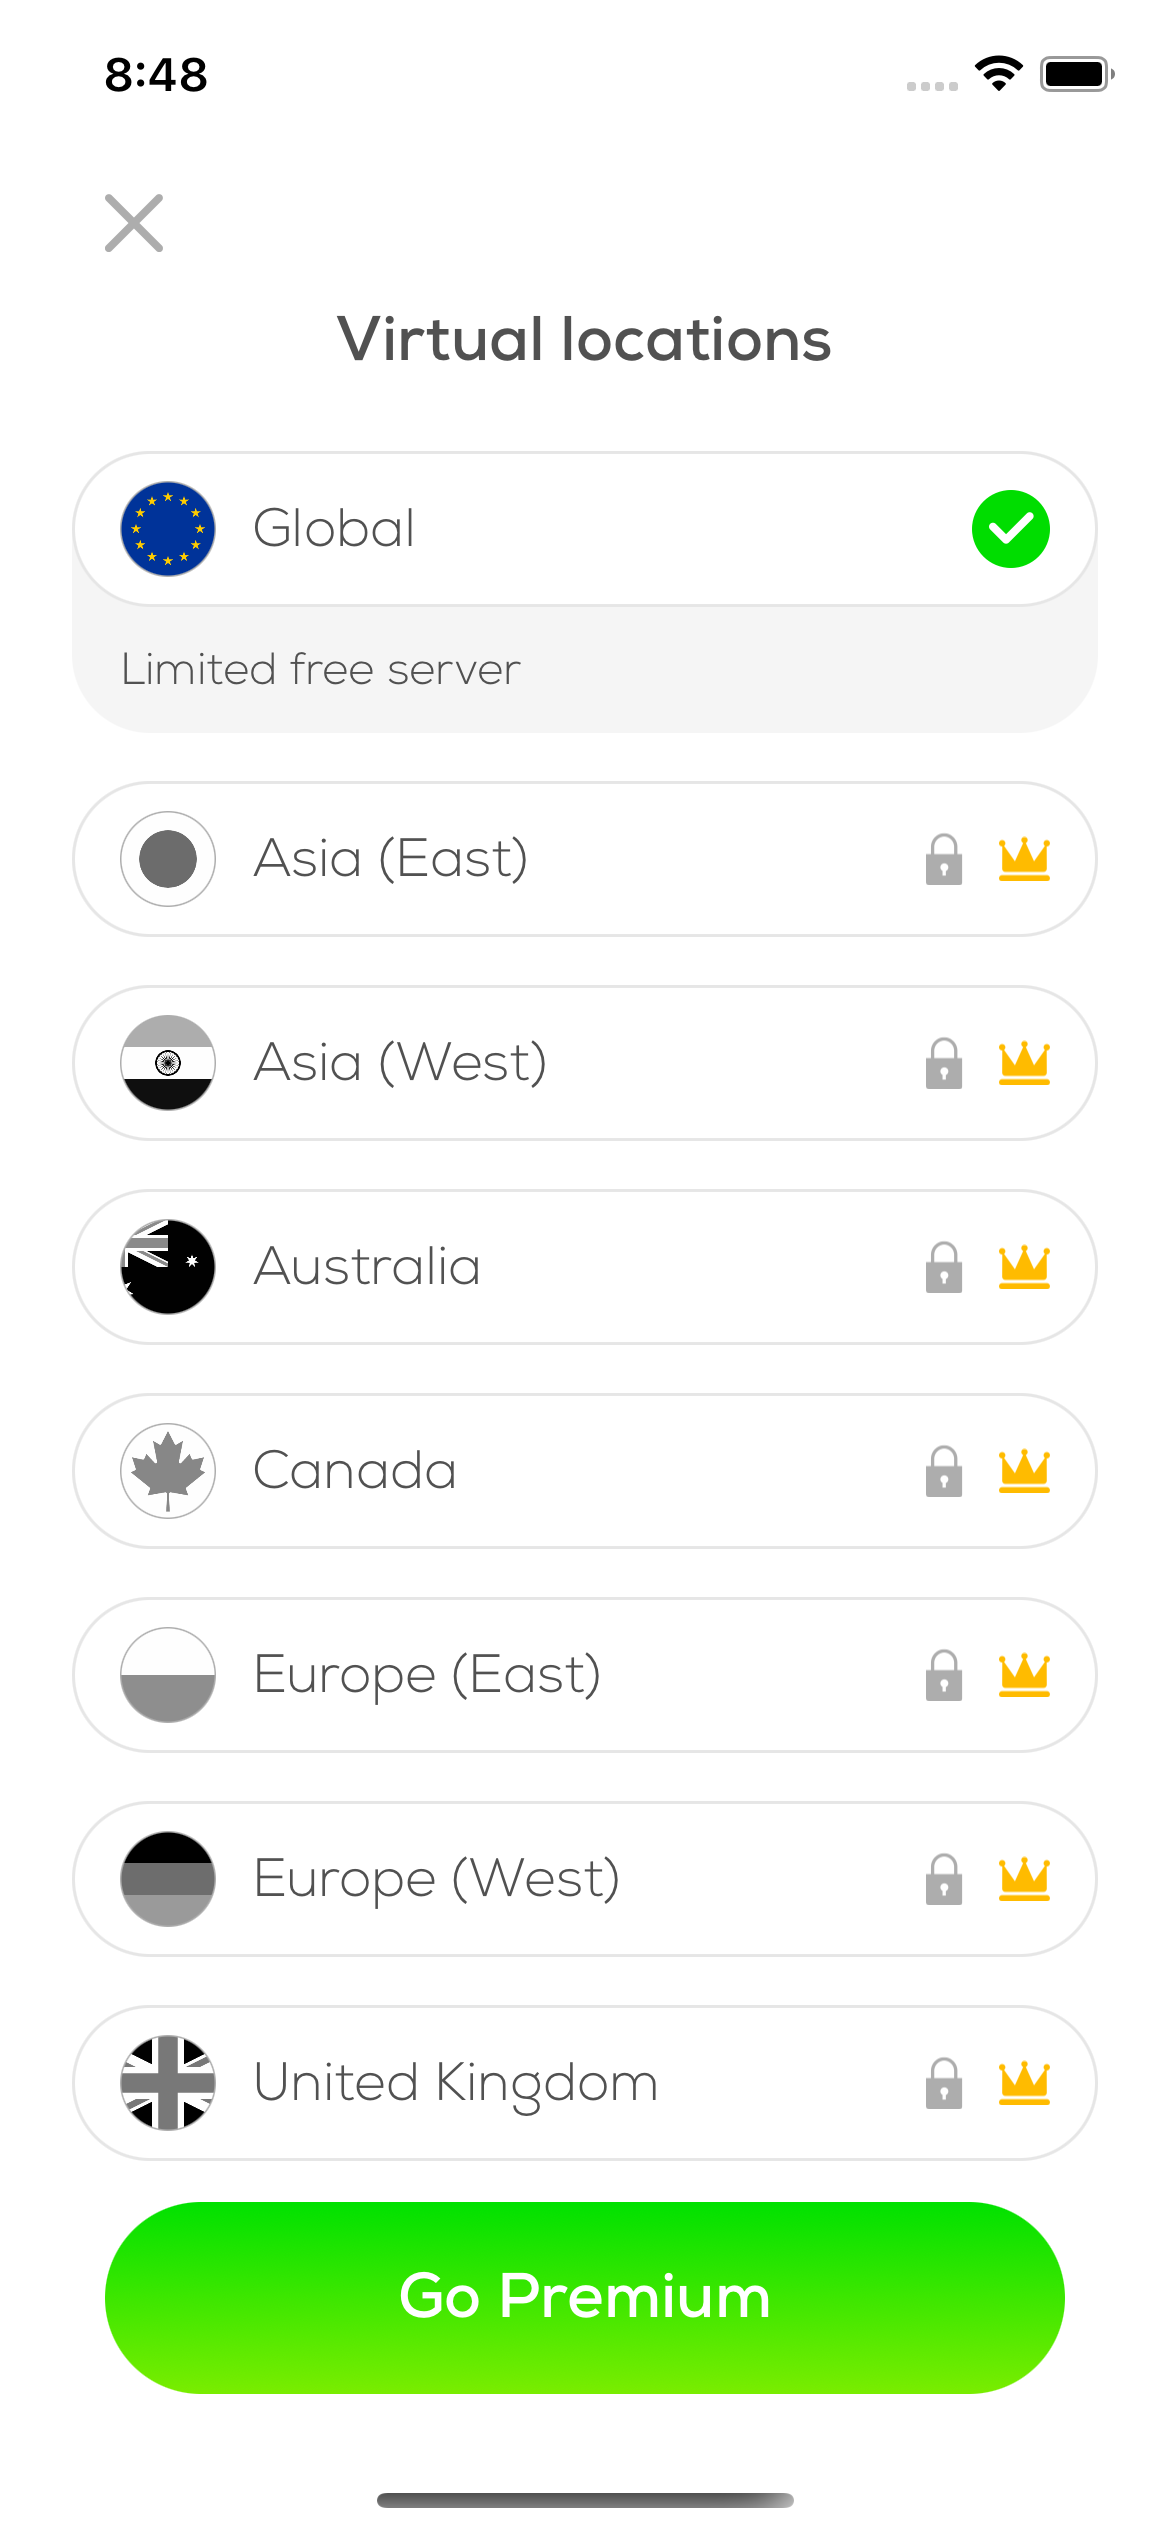 8:48
Virtual locations
Global
Limited free server
Asia (East)
Asia (West)
Australia
Canada
Europe (East)
Europe (West)
United Kingdom
Go Premium